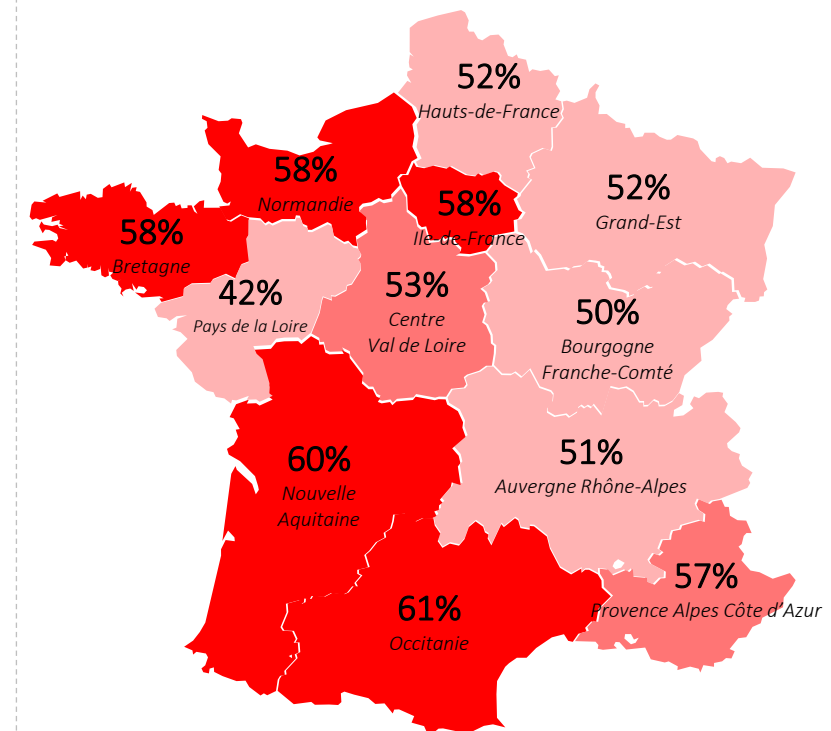 52%
Hauts-de-France
58%
Normandie
58%
Ile-de-France
52%
Grand-Est
58%
Bretagne
42%
Pays de la Loire
53%
Centre
Val de Loire
50%
Bourgogne
Franche-Comté
60%
Nouvelle
Aquitaine
51%
Auvergne Rhône-Alpes
57%
Provence Alpes Côte d'Azur
61%
Occitanie